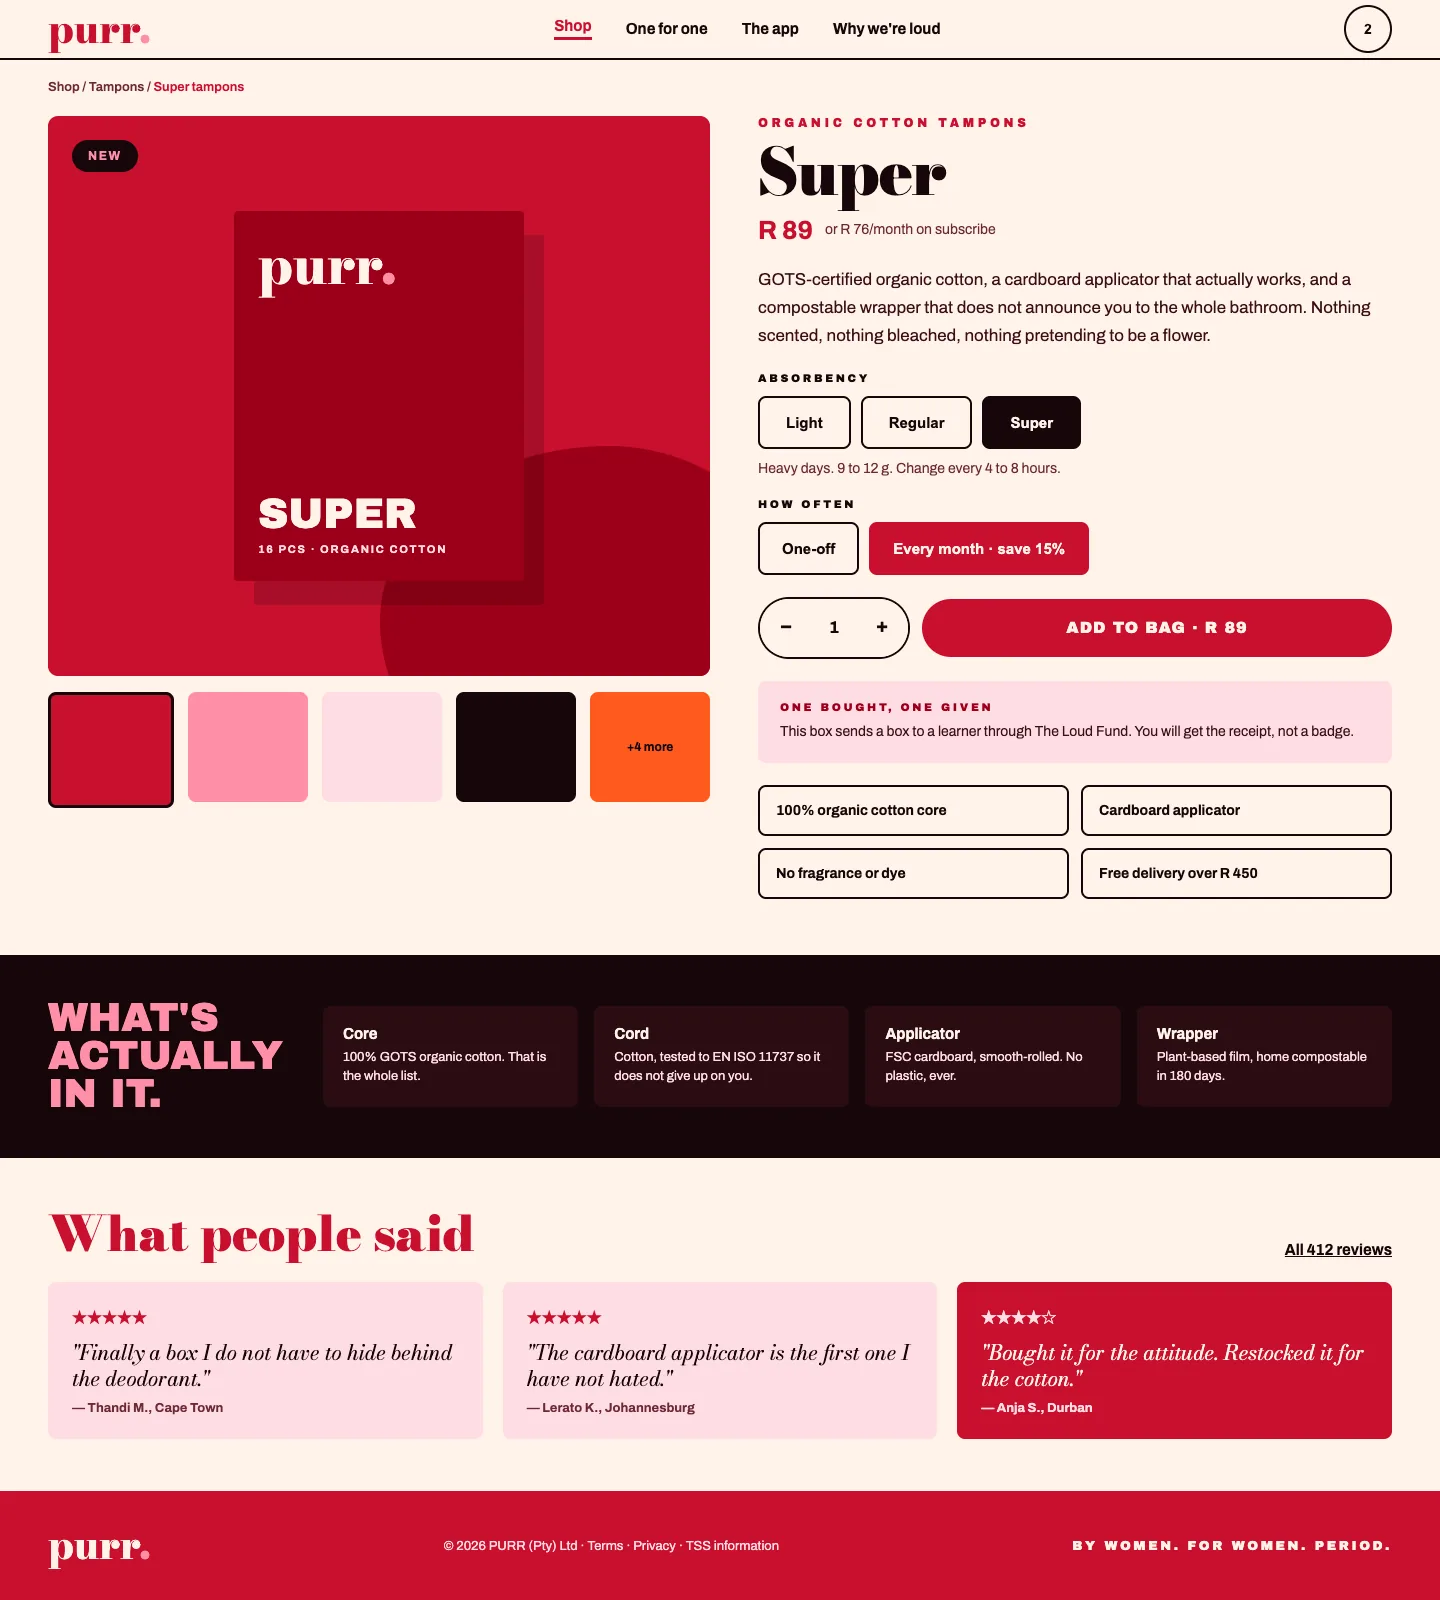 purr.
Shop
One for one
The app
Why we're loud
2
Shop / Tampons / Super tampons
NEW
purr.
SUPER
16 PCS · ORGANIC COTTON
+4 more
ORGANIC COTTON TAMPONS
Super
R 89 or R 76/month on subscribe
GOTS-certified organic cotton, a cardboard applicator that actually works, and a
compostable wrapper that does not announce you to the whole bathroom. Nothing
scented, nothing bleached, nothing pretending to be a flower.
ABSORBENCY
Light
Regular
Super
Heavy days. 9 to 12 g. Change every 4 to 8 hours.
HOW OFTEN
One-off
Every month · save 15%
− 1 +
ADD TO BAG · R 89
ONE BOUGHT, ONE GIVEN
This box sends a box to a learner through The Loud Fund. You will get the receipt, not a badge.
100% organic cotton core
Cardboard applicator
No fragrance or dye
Free delivery over R 450
WHAT'S
ACTUALLY
IN IT.
Core
100% GOTS organic cotton. That is
the whole list.
Cord
Cotton, tested to EN ISO 11737 so it
does not give up on you.
Applicator
FSC cardboard, smooth-rolled. No
plastic, ever.
Wrapper
Plant-based film, home compostable
in 180 days.
What people said
All 412 reviews
★★★★★
"Finally a box I do not have to hide behind
the deodorant."
— Thandi M., Cape Town
★★★★★
"The cardboard applicator is the first one I
have not hated."
— Lerato K., Johannesburg
★★★★☆
"Bought it for the attitude. Restocked it for
the cotton."
— Anja S., Durban
purr.
© 2026 PURR (Pty) Ltd · Terms · Privacy · TSS information
BY WOMEN. FOR WOMEN. PERIOD.